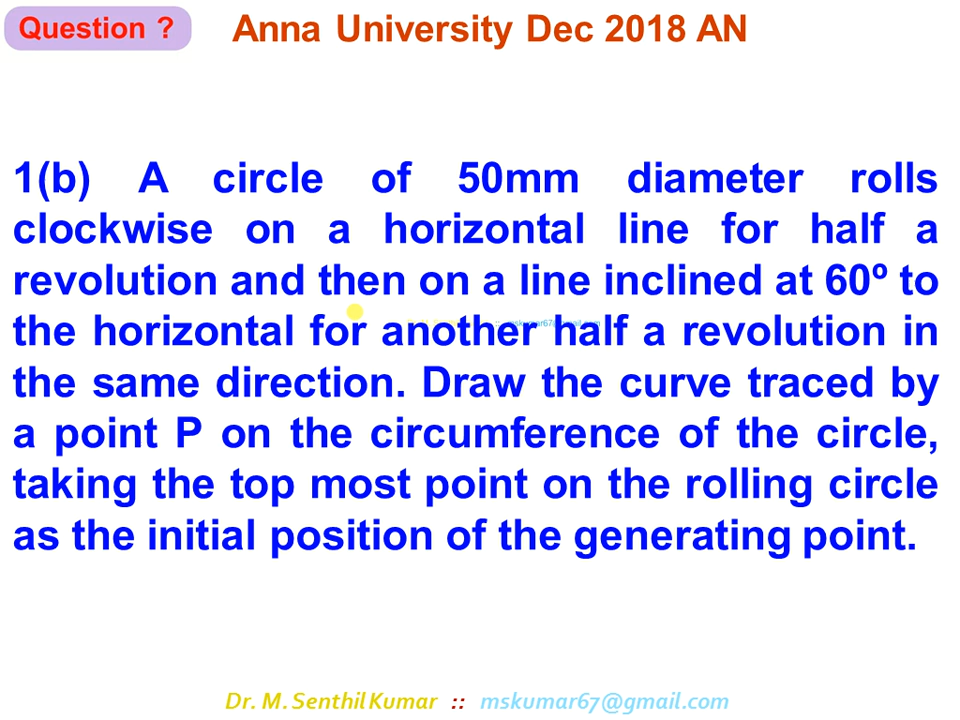 Question ?
Anna University Dec 2018 AN
1(b) A circle of 50mm diameter rolls
clockwise on a horizontal line for half a
revolution and then on a line inclined at 60º to
the horizontal for another half a revolution in
the same direction. Draw the curve traced by
a point P on the circumference of the circle,
taking the top most point on the rolling circle
as the initial position of the generating point.
:: mskumar67@gmail.com
Dr. M. Senthil Kumar :: mskumar67@gmail.com